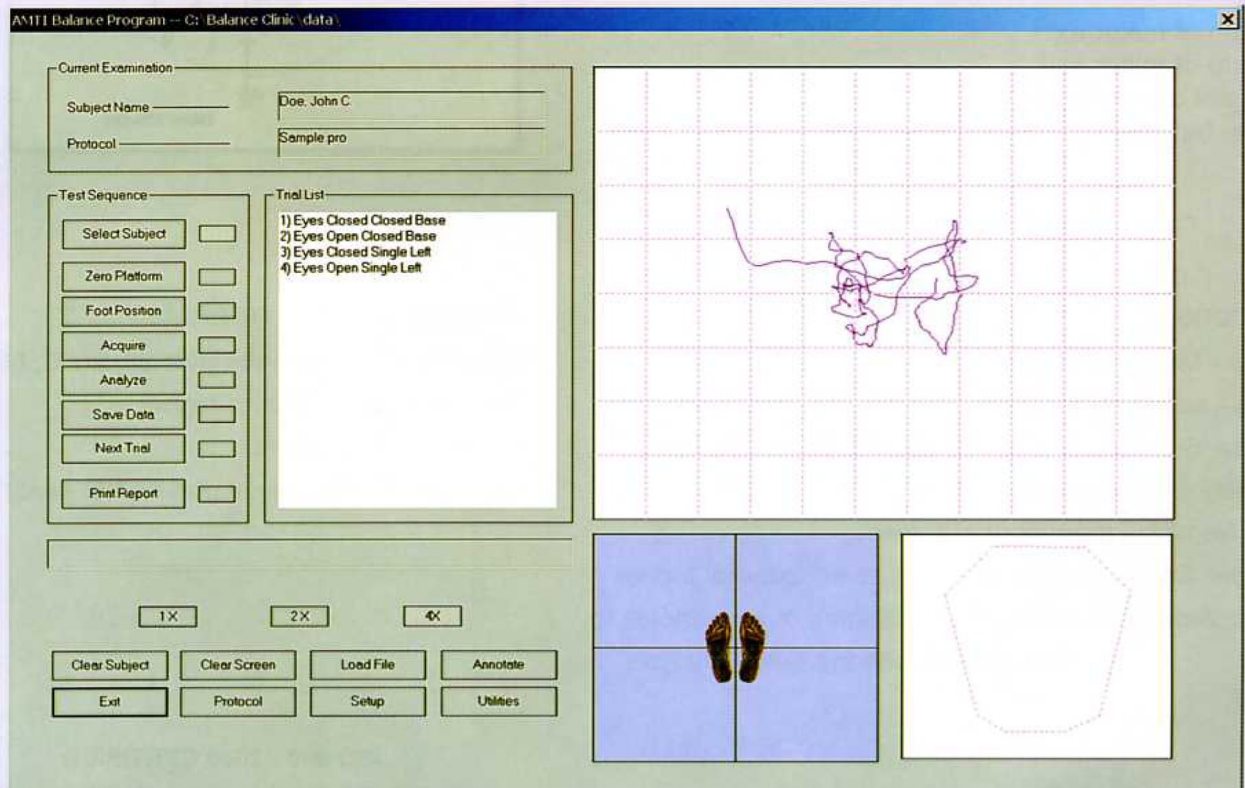 AMTI Balance Program -- C:\Balance Clinic\data\
Current Examination
Subject Name
Doe, John C
Protocol
Sample pro
Test Sequence
Select Subject
Zero Platform
Foot Position
Acquire
Analyze
Save Data
Next Trial
Print Report
Trial List
1) Eyes Closed Closed Base
2) Eyes Open Closed Base
3) Eyes Closed Single Left
4) Eyes Open Single Left
1X
2X
4X
Clear Subject
Clear Screen
Load File
Annotate
Exit
Protocol
Setup
Utilities